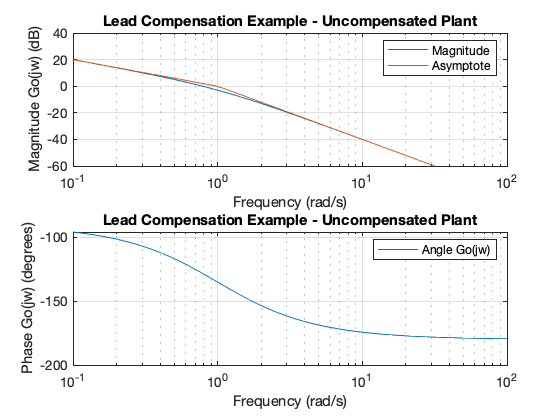 Lead Compensation Example - Uncompensated Plant
Magnitude Go(jw) (dB)
40
20
0
-20
-40
-60
Magnitude
Asymptote
10^-1 10^0 10^1 10^2
Frequency (rad/s)
Lead Compensation Example - Uncompensated Plant
Phase Go(jw) (degrees)
-100
-150
-200
Angle Go(jw)
10^-1 10^0 10^1 10^2
Frequency (rad/s)